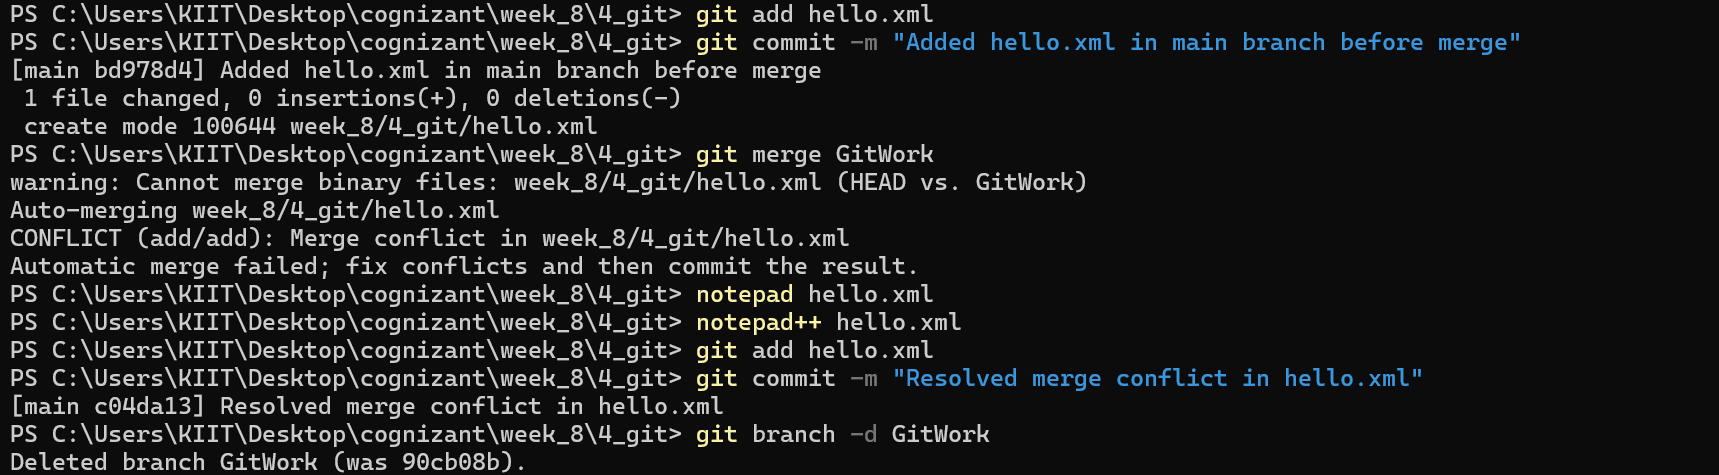 PS C:\Users\KIIT\Desktop\cognizant\week_8\4_git> git add hello.xml
PS C:\Users\KIIT\Desktop\cognizant\week_8\4_git> git commit -m "Added hello.xml in main branch before merge"
[main bd978d4] Added hello.xml in main branch before merge
 1 file changed, 0 insertions(+), 0 deletions(-)
 create mode 100644 week_8/4_git/hello.xml
PS C:\Users\KIIT\Desktop\cognizant\week_8\4_git> git merge GitWork
warning: Cannot merge binary files: week_8/4_git/hello.xml (HEAD vs. GitWork)
Auto-merging week_8/4_git/hello.xml
CONFLICT (add/add): Merge conflict in week_8/4_git/hello.xml
Automatic merge failed; fix conflicts and then commit the result.
PS C:\Users\KIIT\Desktop\cognizant\week_8\4_git> notepad hello.xml
PS C:\Users\KIIT\Desktop\cognizant\week_8\4_git> notepad++ hello.xml
PS C:\Users\KIIT\Desktop\cognizant\week_8\4_git> git add hello.xml
PS C:\Users\KIIT\Desktop\cognizant\week_8\4_git> git commit -m "Resolved merge conflict in hello.xml"
[main c04da13] Resolved merge conflict in hello.xml
PS C:\Users\KIIT\Desktop\cognizant\week_8\4_git> git branch -d GitWork
Deleted branch GitWork (was 90cb08b).